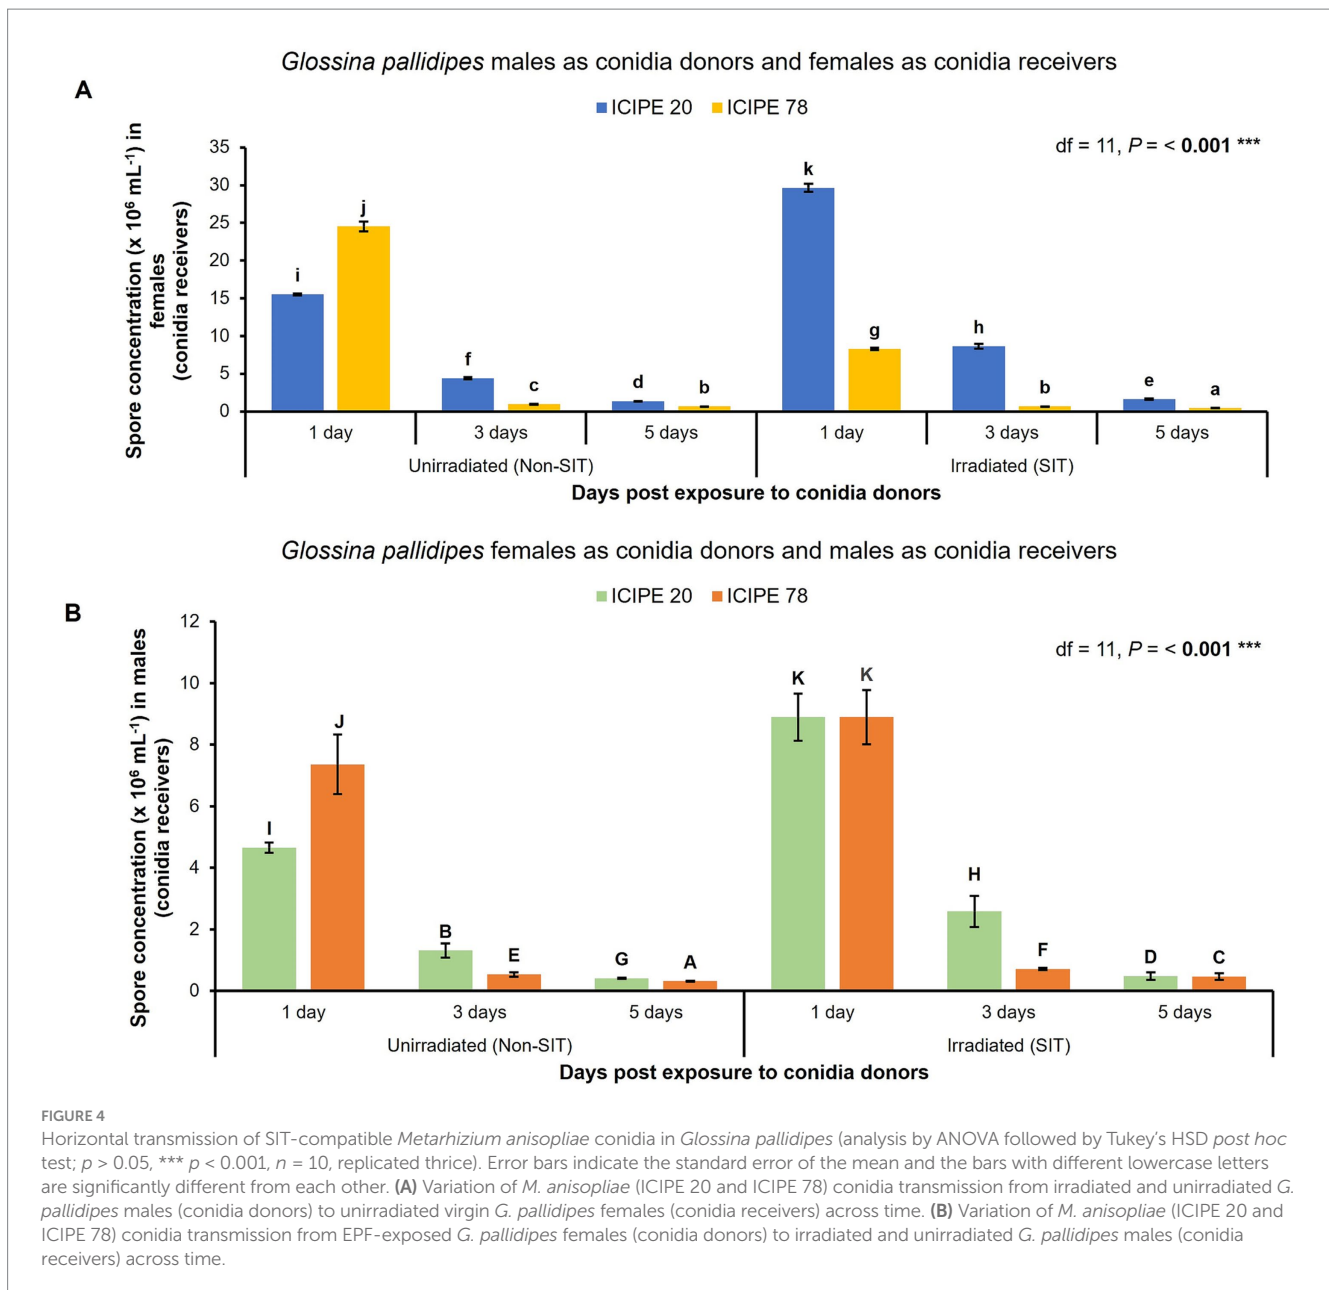 Glossina pallidipes males as conidia donors and females as conidia receivers
A
ICIPE 20 ICIPE 78
df = 11, P = < 0.001 ***
Spore concentration (x 10⁶ mL⁻¹) in
females
(conidia receivers)
35
30
25
20
15
10
5
0
i j f c d b k g h b e a
1 day 3 days 5 days 1 day 3 days 5 days
Unirradiated (Non-SIT) Irradiated (SIT)
Days post exposure to conidia donors
Glossina pallidipes females as conidia donors and males as conidia receivers
B
ICIPE 20 ICIPE 78
df = 11, P = < 0.001 ***
Spore concentration (x 10⁶ mL⁻¹) in males
(conidia receivers)
12
10
8
6
4
2
0
I J B E G A K K H F D C
1 day 3 days 5 days 1 day 3 days 5 days
Unirradiated (Non-SIT) Irradiated (SIT)
Days post exposure to conidia donors
FIGURE 4
Horizontal transmission of SIT-compatible Metarhizium anisopliae conidia in Glossina pallidipes (analysis by ANOVA followed by Tukey's HSD post hoc
test; p > 0.05, *** p < 0.001, n = 10, replicated thrice). Error bars indicate the standard error of the mean and the bars with different lowercase letters
are significantly different from each other. (A) Variation of M. anisopliae (ICIPE 20 and ICIPE 78) conidia transmission from irradiated and unirradiated G.
pallidipes males (conidia donors) to unirradiated virgin G. pallidipes females (conidia receivers) across time. (B) Variation of M. anisopliae (ICIPE 20 and
ICIPE 78) conidia transmission from EPF-exposed G. pallidipes females (conidia donors) to irradiated and unirradiated G. pallidipes males (conidia
receivers) across time.